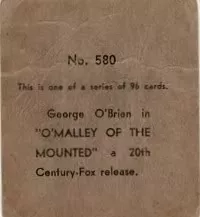 No. 580
This is one of a series of 96 cards.
George O'Brien in
"O'MALLEY OF THE
MOUNTED" a 20th
Century-Fox release.